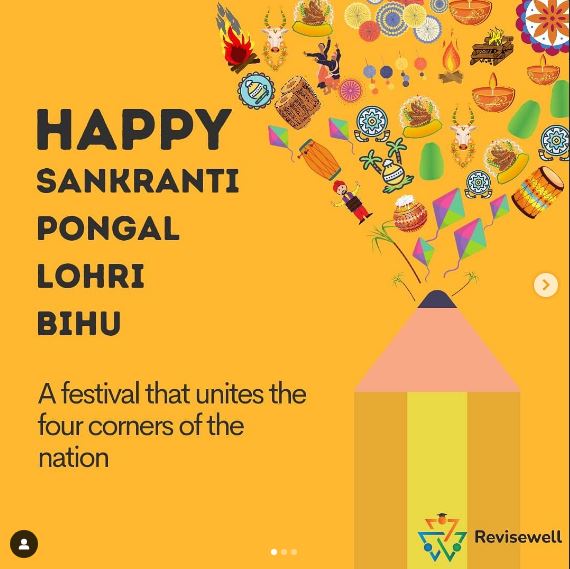 HAPPY
SANKRANTI
PONGAL
LOHRI
BIHU
A festival that unites the
four corners of the
nation
Revisewell